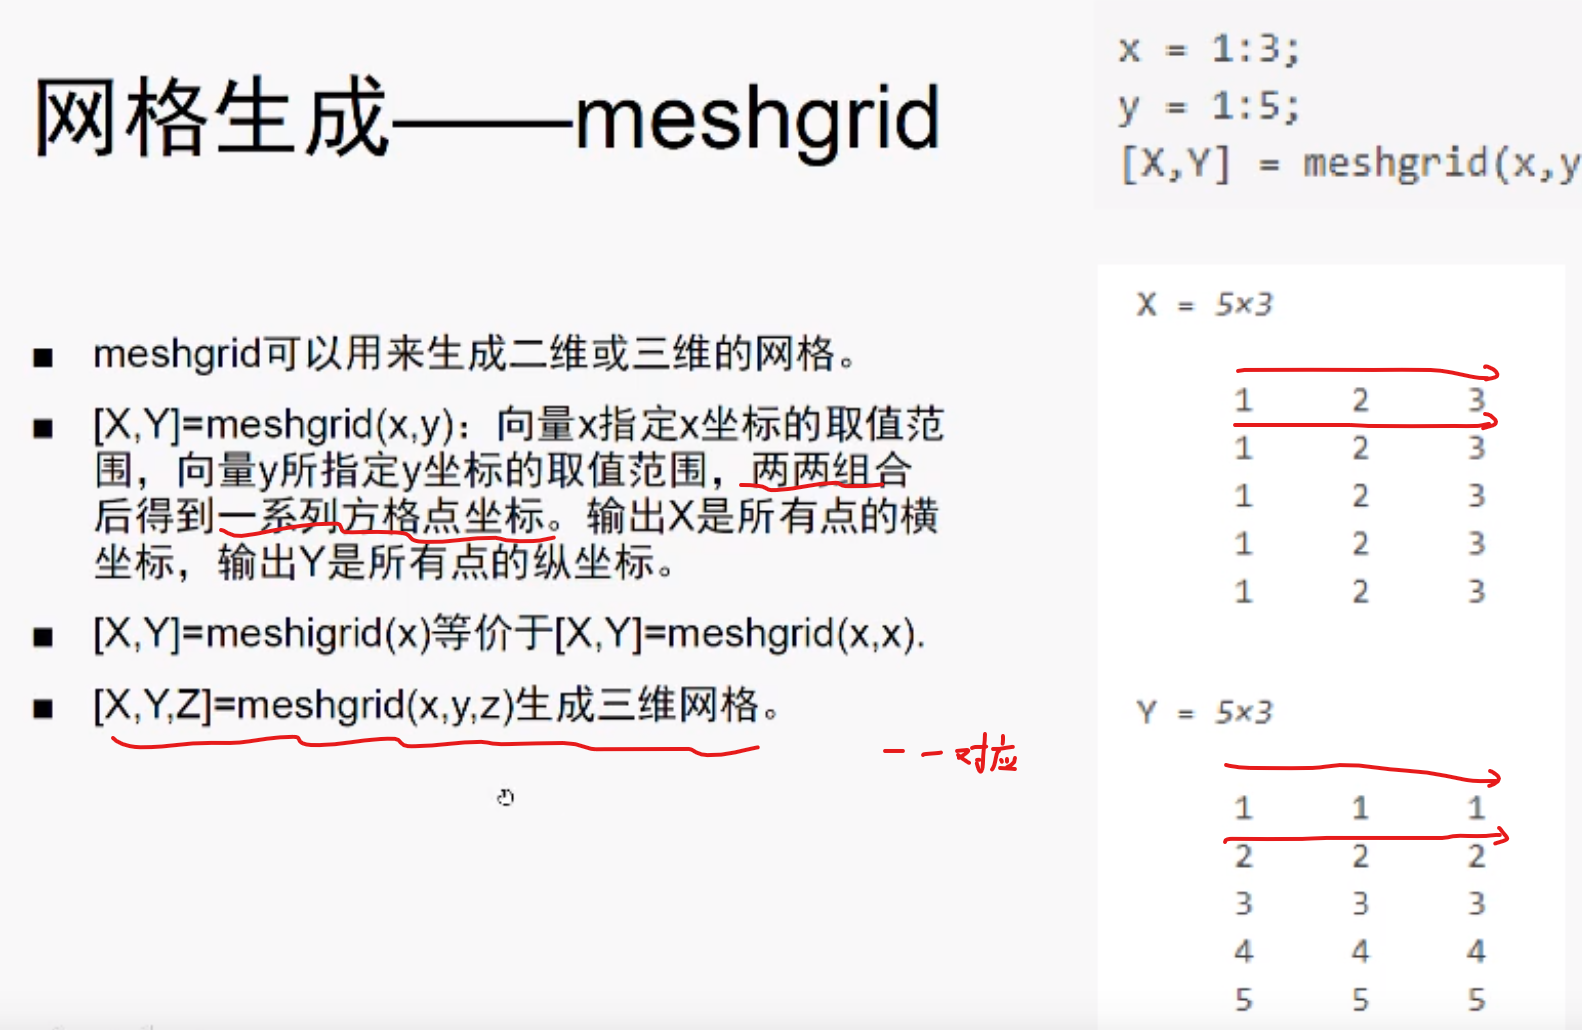 网格生成——meshgrid
■ meshgrid可以用来生成二维或三维的网格。
■ [X,Y]=meshgrid(x,y)：向量x指定x坐标的取值范
围，向量y所指定y坐标的取值范围，两两组合
后得到一系列方格点坐标。输出X是所有点的横
坐标，输出Y是所有点的纵坐标。
■ [X,Y]=meshigrid(x)等价于[X,Y]=meshgrid(x,x).
■ [X,Y,Z]=meshgrid(x,y,z)生成三维网格。
一一对应
x = 1:3;
y = 1:5;
[X,Y] = meshgrid(x,y
X = 5×3
1 2 3
1 2 3
1 2 3
1 2 3
1 2 3
Y = 5×3
1 1 1
2 2 2
3 3 3
4 4 4
5 5 5